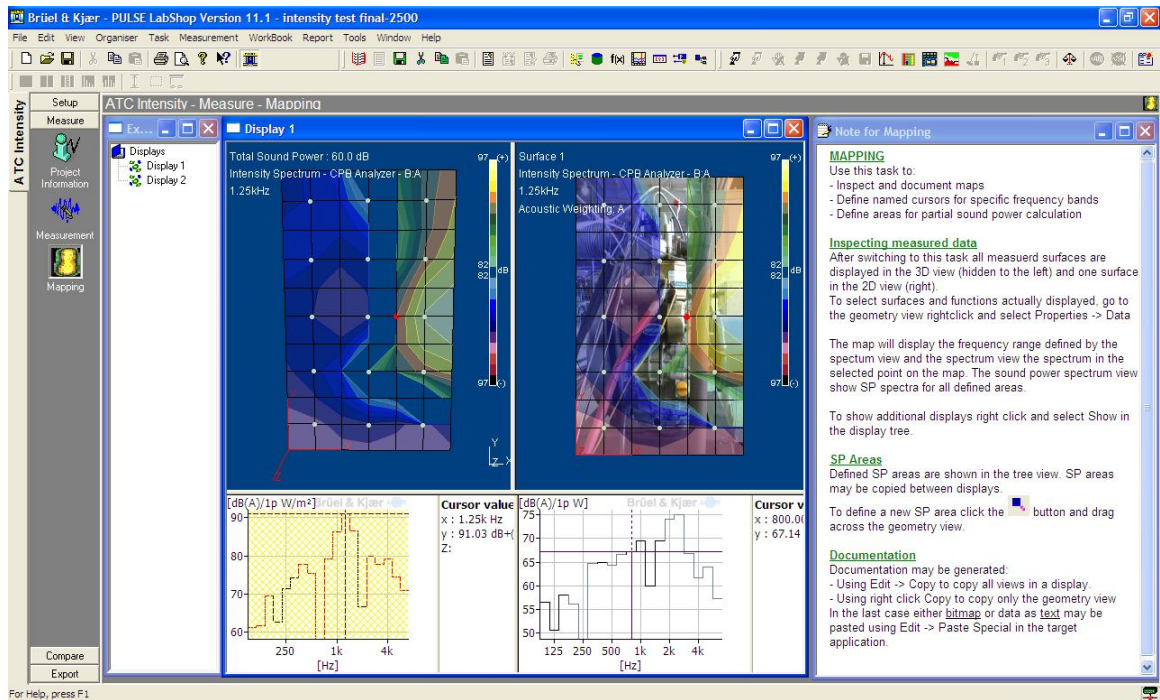 Brüel & Kjær - PULSE LabShop Version 11.1 - intensity test final-2500
File Edit View Organiser Task Measurement WorkBook Report Tools Window Help
ATC Intensity
Setup
Measure
Project
Information
Measurement
Mapping
Compare
Export
ATC Intensity - Measure - Mapping
Ex...
Displays
Display 1
Display 2
Display 1
Total Sound Power : 60.0 dB
Intensity Spectrum - CPB Analyzer - B:A
1.25kHz
97 (+)
82
82 dB
97 (-)
Y
Z X
Z
Surface 1
Intensity Spectrum - CPB Analyzer - B:A
1.25kHz
Acoustic Weighting: A
97 (+)
82
82 dB
97 (-)
[dB(A)/1p W/m²] Brüel & Kjær
90
80
70
60
250 1k 4k
[Hz]
Cursor value
x : 1.25k Hz
y : 91.03 dB+(
Z:
[dB(A)/1p W] Brüel & Kjær
75
70
65
60
55
50
125 250 500 1k 2k 4k
[Hz]
Cursor v
x : 800.0(
y : 67.14
Note for Mapping
MAPPING
Use this task to:
- Inspect and document maps
- Define named cursors for specific frequency bands
- Define areas for partial sound power calculation
Inspecting measured data
After switching to this task all measuerd surfaces are
displayed in the 3D view (hidden to the left) and one surface
in the 2D view (right).
To select surfaces and functions actually displayed, go to
the geometry view rightclick and select Properties -> Data
The map will display the frequency range defined by the
spectum view and the spectrum view the spectrum in the
selected point on the map. The sound power spectrum view
show SP spectra for all defined areas.
To show additional displays right click and select Show in
the display tree.
SP Areas
Defined SP areas are shown in the tree view. SP areas
may be copied between displays.
To define a new SP area click the button and drag
across the geometry view.
Documentation
Documentation may be generated:
- Using Edit -> Copy to copy all views in a display.
- Using right click Copy to copy only the geometry view
In the last case either bitmap or data as text may be
pasted using Edit -> Paste Special in the target
application.
For Help, press F1